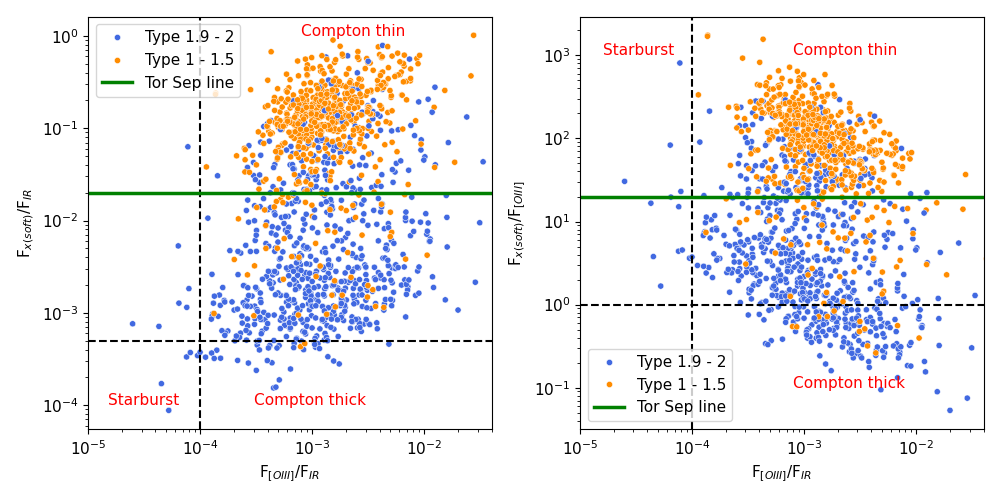 Type 1.9 - 2
Type 1 - 1.5
Tor Sep line
Compton thin
Starburst
Compton thick
10⁰
10⁻¹
10⁻²
10⁻³
10⁻⁴
F_x(soft)/F_IR
10⁻⁵ 10⁻⁴ 10⁻³ 10⁻²
F_[OIII]/F_IR
Starburst
Compton thin
Type 1.9 - 2
Type 1 - 1.5
Tor Sep line
Compton thick
10³
10²
10¹
10⁰
10⁻¹
F_x(soft)/F_[OIII]
10⁻⁵ 10⁻⁴ 10⁻³ 10⁻²
F_[OIII]/F_IR